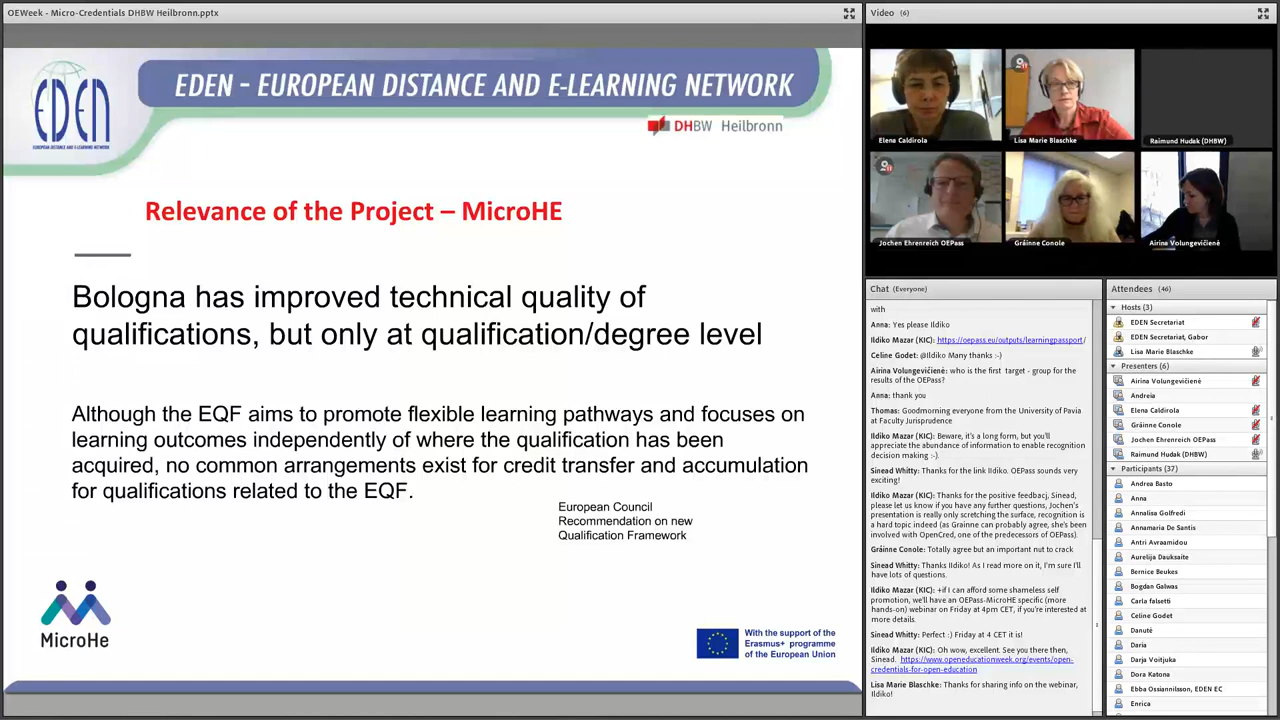 OEWeek - Micro-Credentials DHBW Heilbronn.pptx
EDEN
EUROPEAN DISTANCE AND E-LEARNING NETWORK
EDEN - EUROPEAN DISTANCE AND E-LEARNING NETWORK
DHBW Heilbronn
Relevance of the Project – MicroHE
Bologna has improved technical quality of
qualifications, but only at qualification/degree level
Although the EQF aims to promote flexible learning pathways and focuses on
learning outcomes independently of where the qualification has been
acquired, no common arrangements exist for credit transfer and accumulation
for qualifications related to the EQF.
European Council
Recommendation on new
Qualification Framework
MicroHe
With the support of the
Erasmus+ programme
of the European Union
Video (6)
Elena Caldirola
Lisa Marie Blaschke
Raimund Hudak (DHBW)
Jochen Ehrenreich OEPass
Gráinne Conole
Airina Volungevičienė
Chat (Everyone)
with
Anna: Yes please Ildiko
Ildiko Mazar (KIC): https://oepass.eu/outputs/learningpassport/
Celine Godet: @Ildiko Many thanks :-)
Airina Volungevičienė: who is the first target - group for the
results of the OEPass?
Anna: thank you
Thomas: Goodmorning everyone from the University of Pavia
at Faculty Jurisprudence
Ildiko Mazar (KIC): Beware, it's a long form, but you'll
appreciate the abundance of information to enable recognition
decision making :-).
Sinead Whitty: Thanks for the link IIdiko. OEPass sounds very
exciting!
Ildiko Mazar (KIC): Thanks for the positive feedbacj, Sinead,
please let us know if you have any further questions, Jochen's
presentation is really only scretching the surface, recognition is
a hard topic indeed (as Grainne can probably agree, she's been
involved with OpenCred, one of the predecessors of OEPass).
Gráinne Conole: Totally agree but an important nut to crack
Sinead Whitty: Thanks IIdiko! As I read more on it, I'm sure I'll
have lots of questions.
Ildiko Mazar (KIC): +if I can afford some shameless self
promotion, we'll have an OEPass-MicroHE specific (more
hands-on) webinar on Friday at 4pm CET, if you're interested at
more details.
Sinead Whitty: Perfect :) Friday at 4 CET it is!
Ildiko Mazar (KIC): Oh wow, excellent. See you there then,
Sinead. https://www.openeducationweek.org/events/open-
credentials-for-open-education
Lisa Marie Blaschke: Thanks for sharing info on the webinar,
Ildiko!
Attendees (46)
Hosts (3)
EDEN Secretariat
EDEN Secretariat, Gabor
Lisa Marie Blaschke
Presenters (6)
Airina Volungevičienė
Andreia
Elena Caldirola
Gráinne Conole
Jochen Ehrenreich OEPass
Raimund Hudak (DHBW)
Participants (37)
Andrea Basto
Anna
Annalisa Golfredi
Annamaria De Santis
Antri Avraamidou
Aurelija Dauksaite
Bernice Beukes
Bogdan Galwas
Carla falsetti
Celine Godet
Danutė
Daria
Darja Voitjuka
Dora Katona
Ebba Ossiannilsson, EDEN EC
Enrica